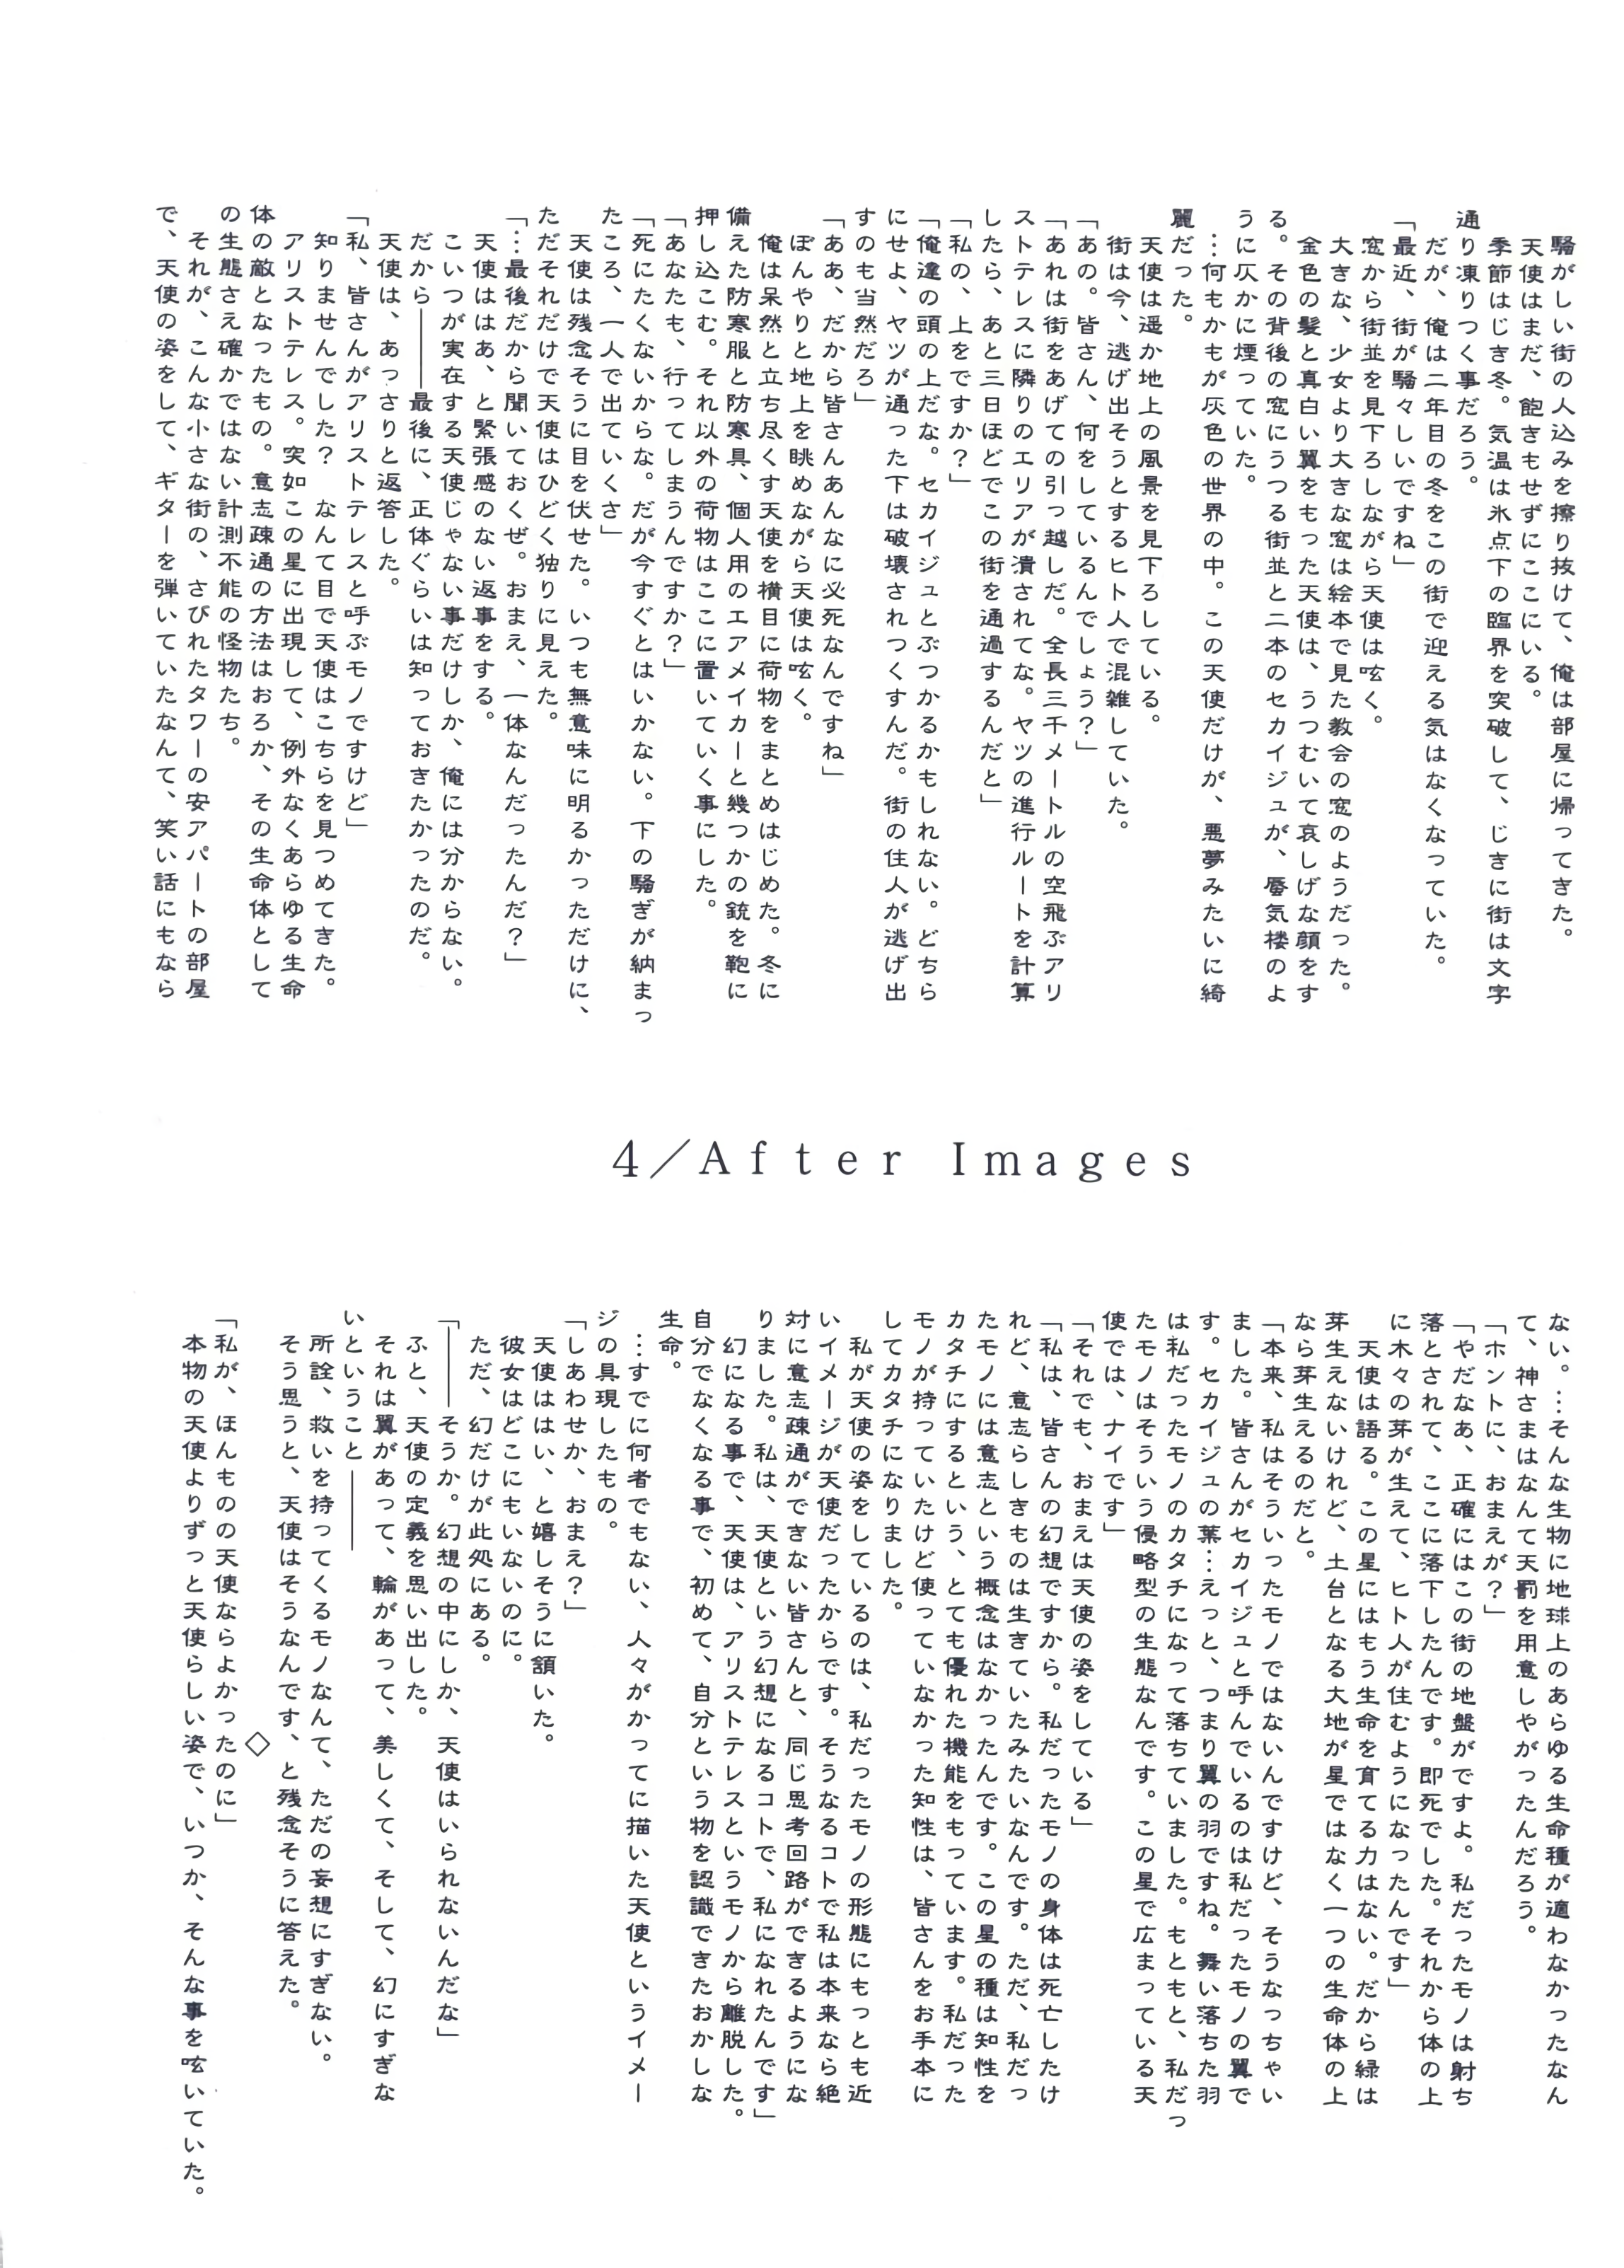 騒がしい街の人込みを擦り抜けて、俺は部屋に帰ってきた。
天使はまだ、飽きもせずにここにいる。
季節はじき冬。気温は氷点下の臨界を突破して、じきに街は文字
通り凍りつく事だろう。
だが、俺は二年目の冬をこの街で迎える気はなくなっていた。
「最近、街が騒々しいですね」
窓から街並を見下ろしながら天使は呟く。
大きな、少女より大きな窓は絵本で見た教会の窓のようだった。
金色の髪と真白い翼をもった天使は、うつむいて哀しげな顔をす
る。その背後の窓にうつる街並と二本のセカイジュが、蜃気楼のよ
うに仄かに煙っていた。
…何もかもが灰色の世界の中。この天使だけが、悪夢みたいに綺
麗だった。
天使は遥か地上の風景を見下ろしている。
街は今、逃げ出そうとするヒト人で混雑していた。
「あの。皆さん、何をしているんでしょう?」
「あれは街をあげての引っ越しだ。全長三千メートルの空飛ぶアリ
ストテレスに隣りのエリアが潰されてな。ヤツの進行ルートを計算
したら、あと三日ほどでこの街を通過するんだと」
「私の、上をですか?」
「俺達の頭の上だな。セカイジュとぶつかるかもしれない。どちら
にせよ、ヤツが通った下は破壊されつくすんだ。街の住人が逃げ出
すのも当然だろ」
「ああ、だから皆さんあんなに必死なんですね」
ぼんやりと地上を眺めながら天使は呟く。
俺は呆然と立ち尽くす天使を横目に荷物をまとめはじめた。冬に
備えた防寒服と防寒具、個人用のエアメイカーと幾つかの銃を鞄に
押し込こむ。それ以外の荷物はここに置いていく事にした。
「あなたも、行ってしまうんですか?」
「死にたくないからな。だが今すぐとはいかない。下の騒ぎが納まっ
たころ、一人で出ていくさ」
天使は残念そうに目を伏せた。いつも無意味に明るかっただけに、
ただそれだけで天使はひどく独りに見えた。
「…最後だから聞いておくぜ。おまえ、一体なんだったんだ?」
天使ははあ、と緊張感のない返事をする。
こいつが実在する天使じゃない事だけしか、俺には分からない。
だから―――最後に、正体ぐらいは知っておきたかったのだ。
天使は、あっさりと返答した。
「私、皆さんがアリストテレスと呼ぶモノですけど」
知りませんでした? なんて目で天使はこちらを見つめてきた。
アリストテレス。突如この星に出現して、例外なくあらゆる生命
体の敵となったもの。意志疎通の方法はおろか、その生命体として
の生態さえ確かではない計測不能の怪物たち。
それが、こんな小さな街の、さびれたタワーの安アパートの部屋
で、天使の姿をして、ギターを弾いていたなんて、笑い話にもなら
4／After Images
ない。…そんな生物に地球上のあらゆる生命種が適わなかったなん
て、神さまはなんて天罰を用意しやがったんだろう。
「ホントに、おまえが?」
「やだなあ、正確にはこの街の地盤がですよ。私だったモノは射ち
落とされて、ここに落下したんです。即死でした。それから体の上
に木々の芽が生えて、ヒト人が住むようになったんです」
天使は語る。この星にはもう生命を育てる力はない。だから緑は
芽生えないけれど、土台となる大地が星ではなく一つの生命体の上
なら芽生えるのだと。
「本来、私はそういったモノではないんですけど、そうなっちゃい
ました。皆さんがセカイジュと呼んでいるのは私だったモノの翼で
す。セカイジュの葉…えっと、つまり翼の羽ですね。舞い落ちた羽
は私だったモノのカタチになって落ちていました。もともと、私だっ
たモノはそういう侵略型の生態なんです。この星で広まっている天
使では、ナイです」
「それでも、おまえは天使の姿をしている」
「私は、皆さんの幻想ですから。私だったモノの身体は死亡したけ
れど、意志らしきものは生きていたみたいなんです。ただ、私だっ
たモノには意志という概念はなかったんです。この星の種は知性を
カタチにするという、とても優れた機能をもっています。私だった
モノが持っていたけど使っていなかった知性は、皆さんをお手本に
してカタチになりました。
私が天使の姿をしているのは、私だったモノの形態にもっとも近
いイメージが天使だったからです。そうなるコトで私は本来なら絶
対に意志疎通ができない皆さんと、同じ思考回路ができるようにな
りました。私は、天使という幻想になるコトで、私になれたんです」
幻になる事で、天使は、アリストテレスというモノから離脱した。
自分でなくなる事で、初めて、自分という物を認識できたおかしな
生命。
…すでに何者でもない、人々がかってに描いた天使というイメー
ジの具現したもの。
「しあわせか、おまえ?」
天使ははい、と嬉しそうに頷いた。
彼女はどこにもいないのに。
ただ、幻だけが此処にある。
「―――そうか。幻想の中にしか、天使はいられないんだな」
ふと、天使の定義を思い出した。
それは翼があって、輪があって、美しくて、そして、幻にすぎな
いということ―――
所詮、救いを持ってくるモノなんて、ただの妄想にすぎない。
そう思うと、天使はそうなんです、と残念そうに答えた。
◇
「私が、ほんものの天使ならよかったのに」
本物の天使よりずっと天使らしい姿で、いつか、そんな事を呟いていた。